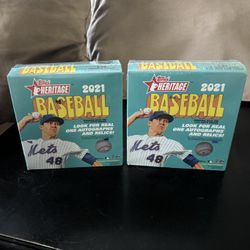 Topps
HERITAGE 2021
BASEBALL
LOOK FOR REAL
ONE AUTOGRAPHS
AND RELICS!
Mets
48
Topps
HERITAGE 2021
BASEBALL
LOOK FOR REAL
ONE AUTOGRAPHS
AND RELICS!
Mets
48